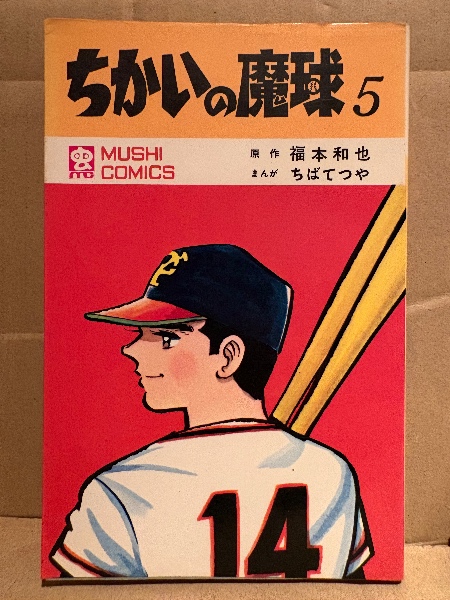 ちかいの魔球 5
虫
MUSHI
COMICS
原作 福本和也
まんが ちばてつや
14